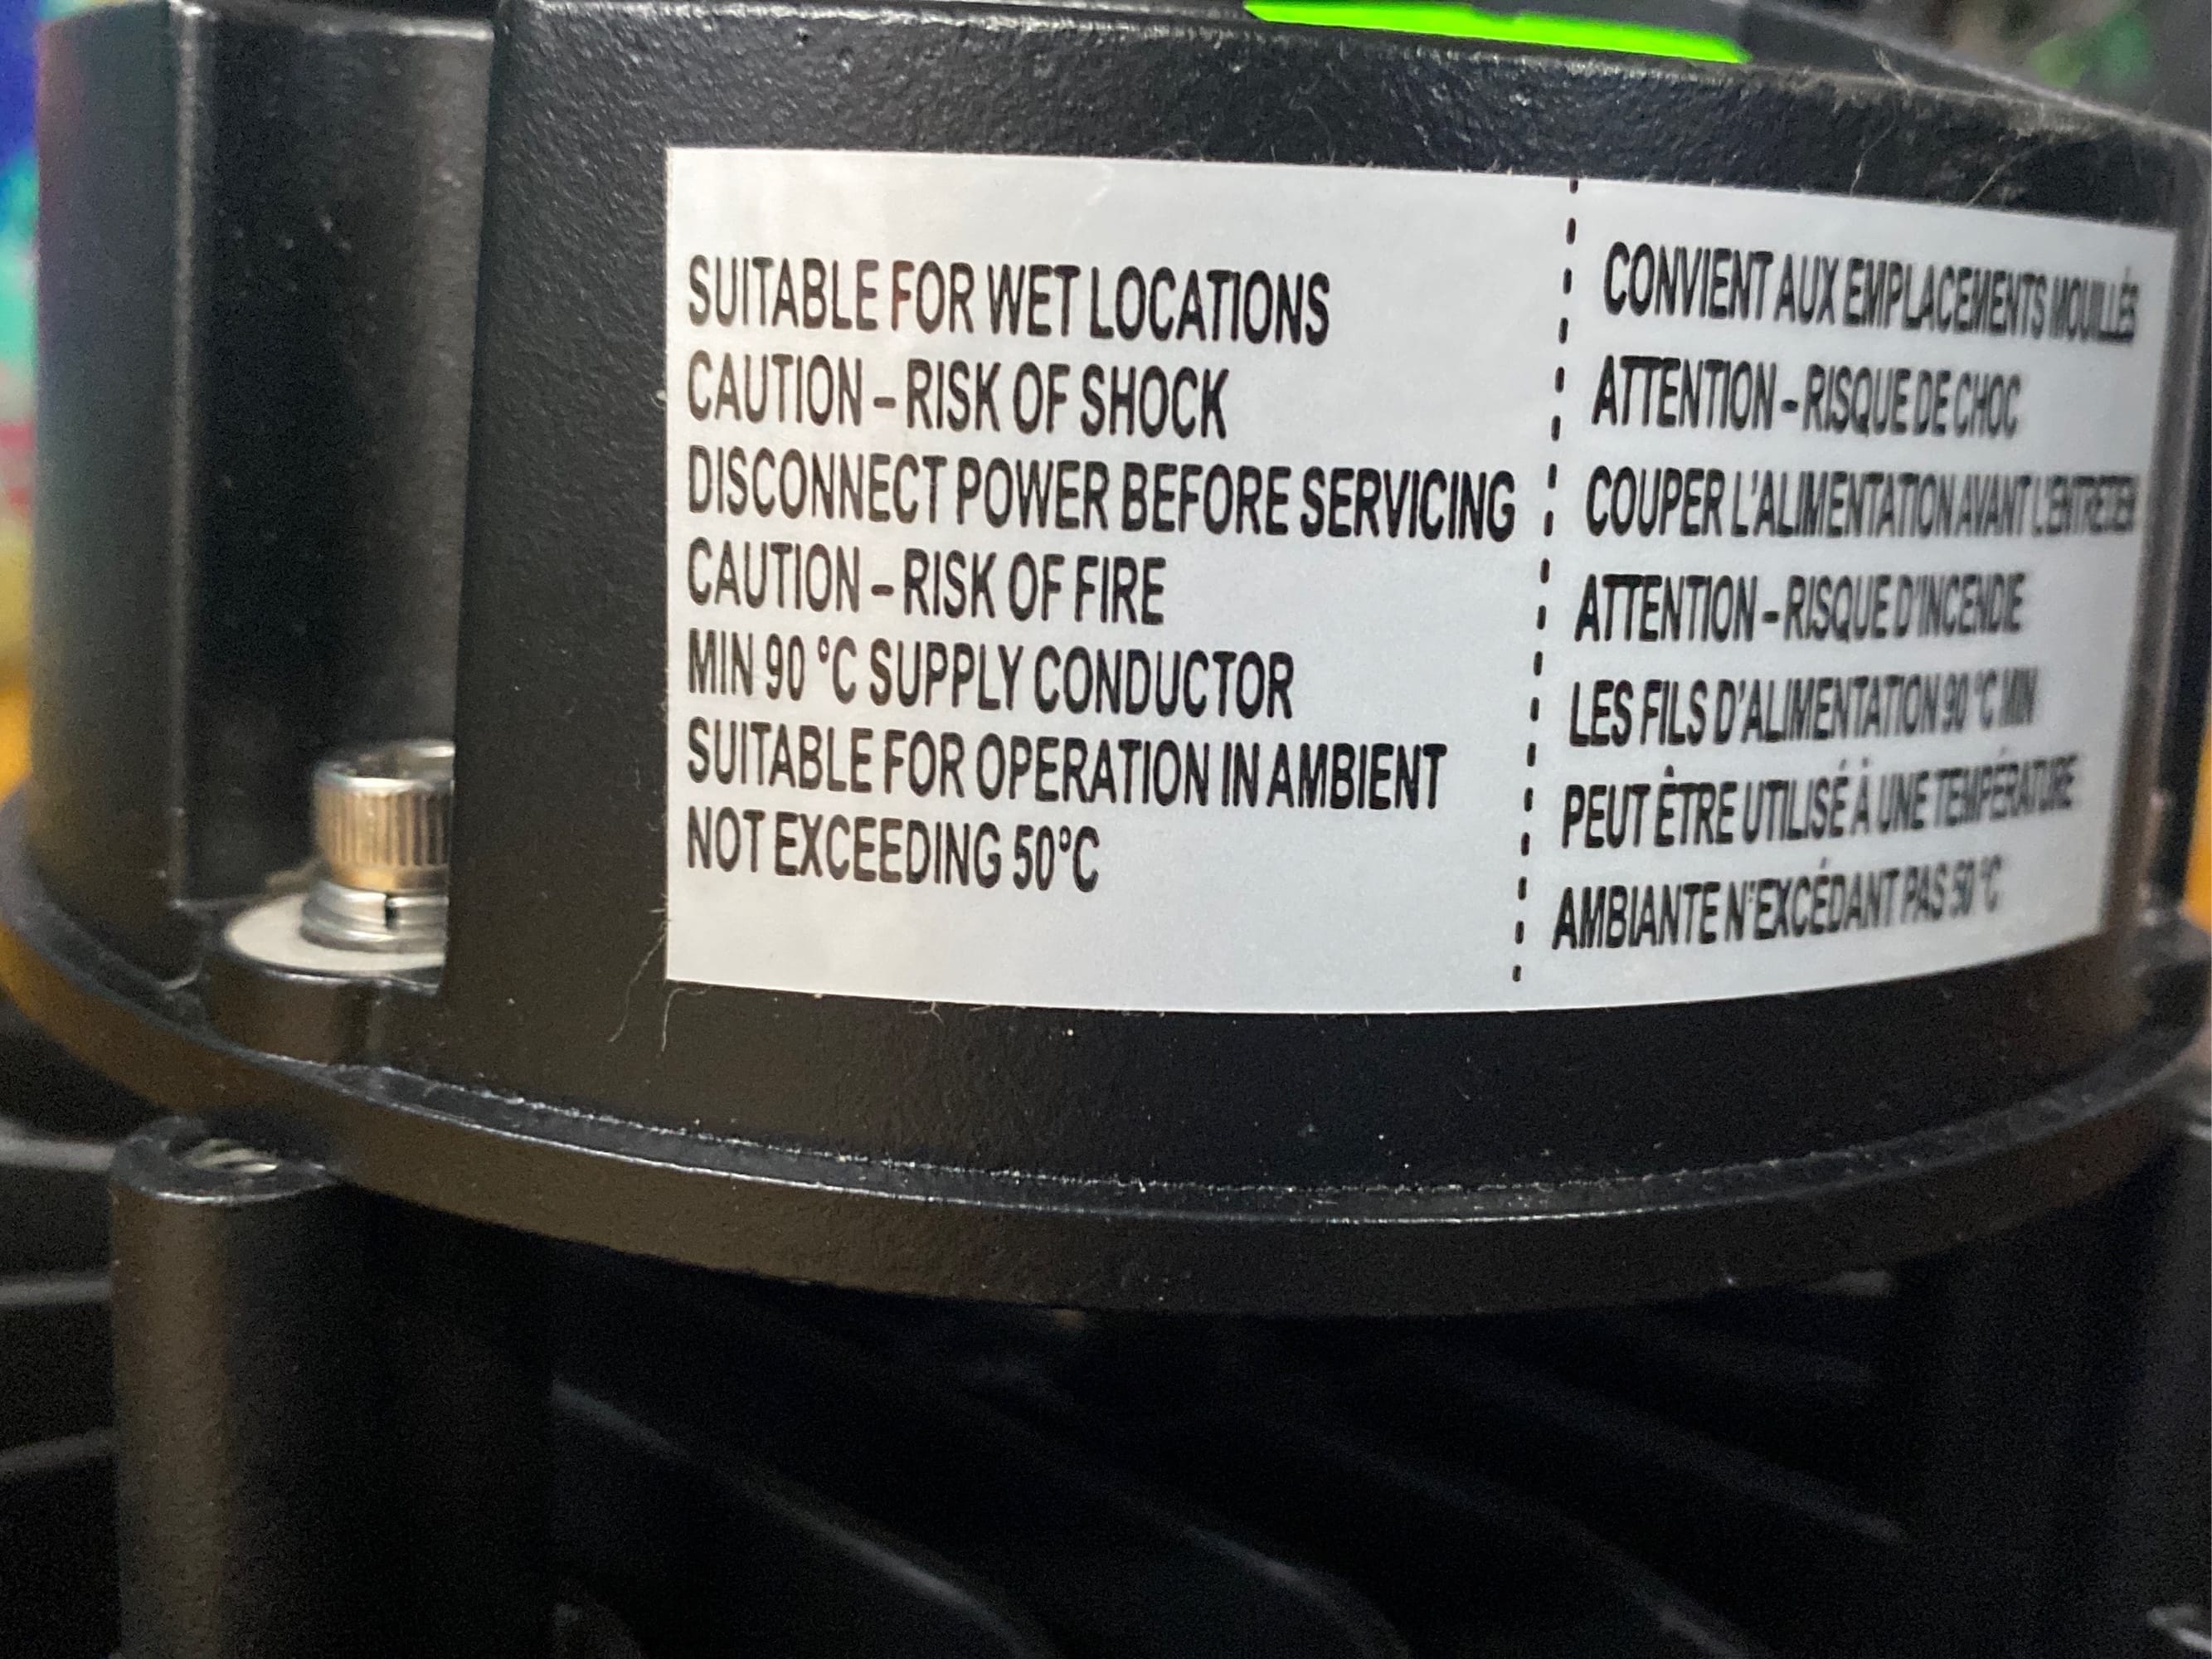 SUITABLE FOR WET LOCATIONS
CAUTION – RISK OF SHOCK
DISCONNECT POWER BEFORE SERVICING
CAUTION – RISK OF FIRE
MIN 90 °C SUPPLY CONDUCTOR
SUITABLE FOR OPERATION IN AMBIENT
NOT EXCEEDING 50°C
CONVIENT AUX EMPLACEMENTS MOUILLÉS
ATTENTION – RISQUE DE CHOC
COUPER L'ALIMENTATION AVANT L'ENTRETIEN
ATTENTION – RISQUE D'INCENDIE
LES FILS D'ALIMENTATION 90 °C MIN
PEUT ÊTRE UTILISÉ À UNE TEMPÉRATURE
AMBIANTE N'EXCÉDANT PAS 50 °C